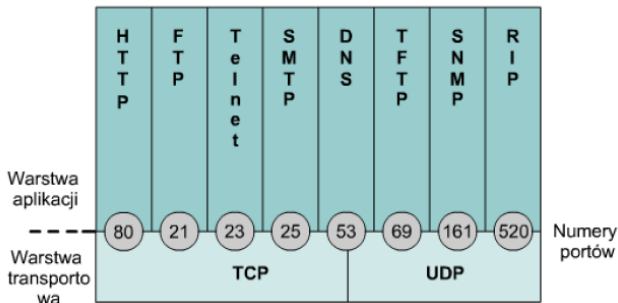 HTTP
FTP
Telnet
SMTP
DNS
TFTP
SNMP
RIP
Warstwa
aplikacji
80
21
23
25
53
69
161
520
Numery
portów
Warstwa
transporto
wa
TCP
UDP